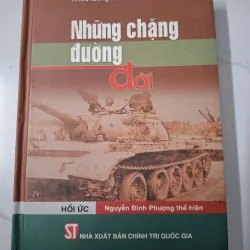 Những chặng
đường
đời
HỒI ỨC
Nguyễn Đình Phương thể hiện
ST NHÀ XUẤT BẢN CHÍNH TRỊ QUỐC GIA